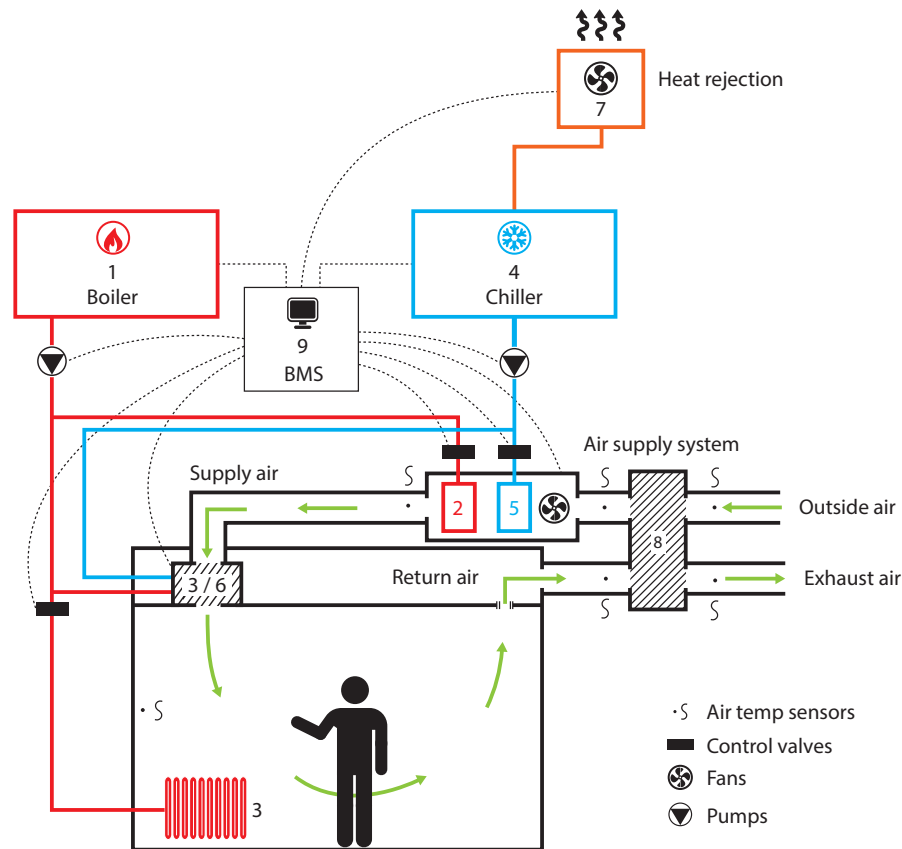 Heat rejection
7
1
Boiler
4
Chiller
9
BMS
Air supply system
Supply air
S
S
S
2
5
Outside air
8
3 / 6
Return air
Exhaust air
S
S
S
S Air temp sensors
Control valves
Fans
3
Pumps